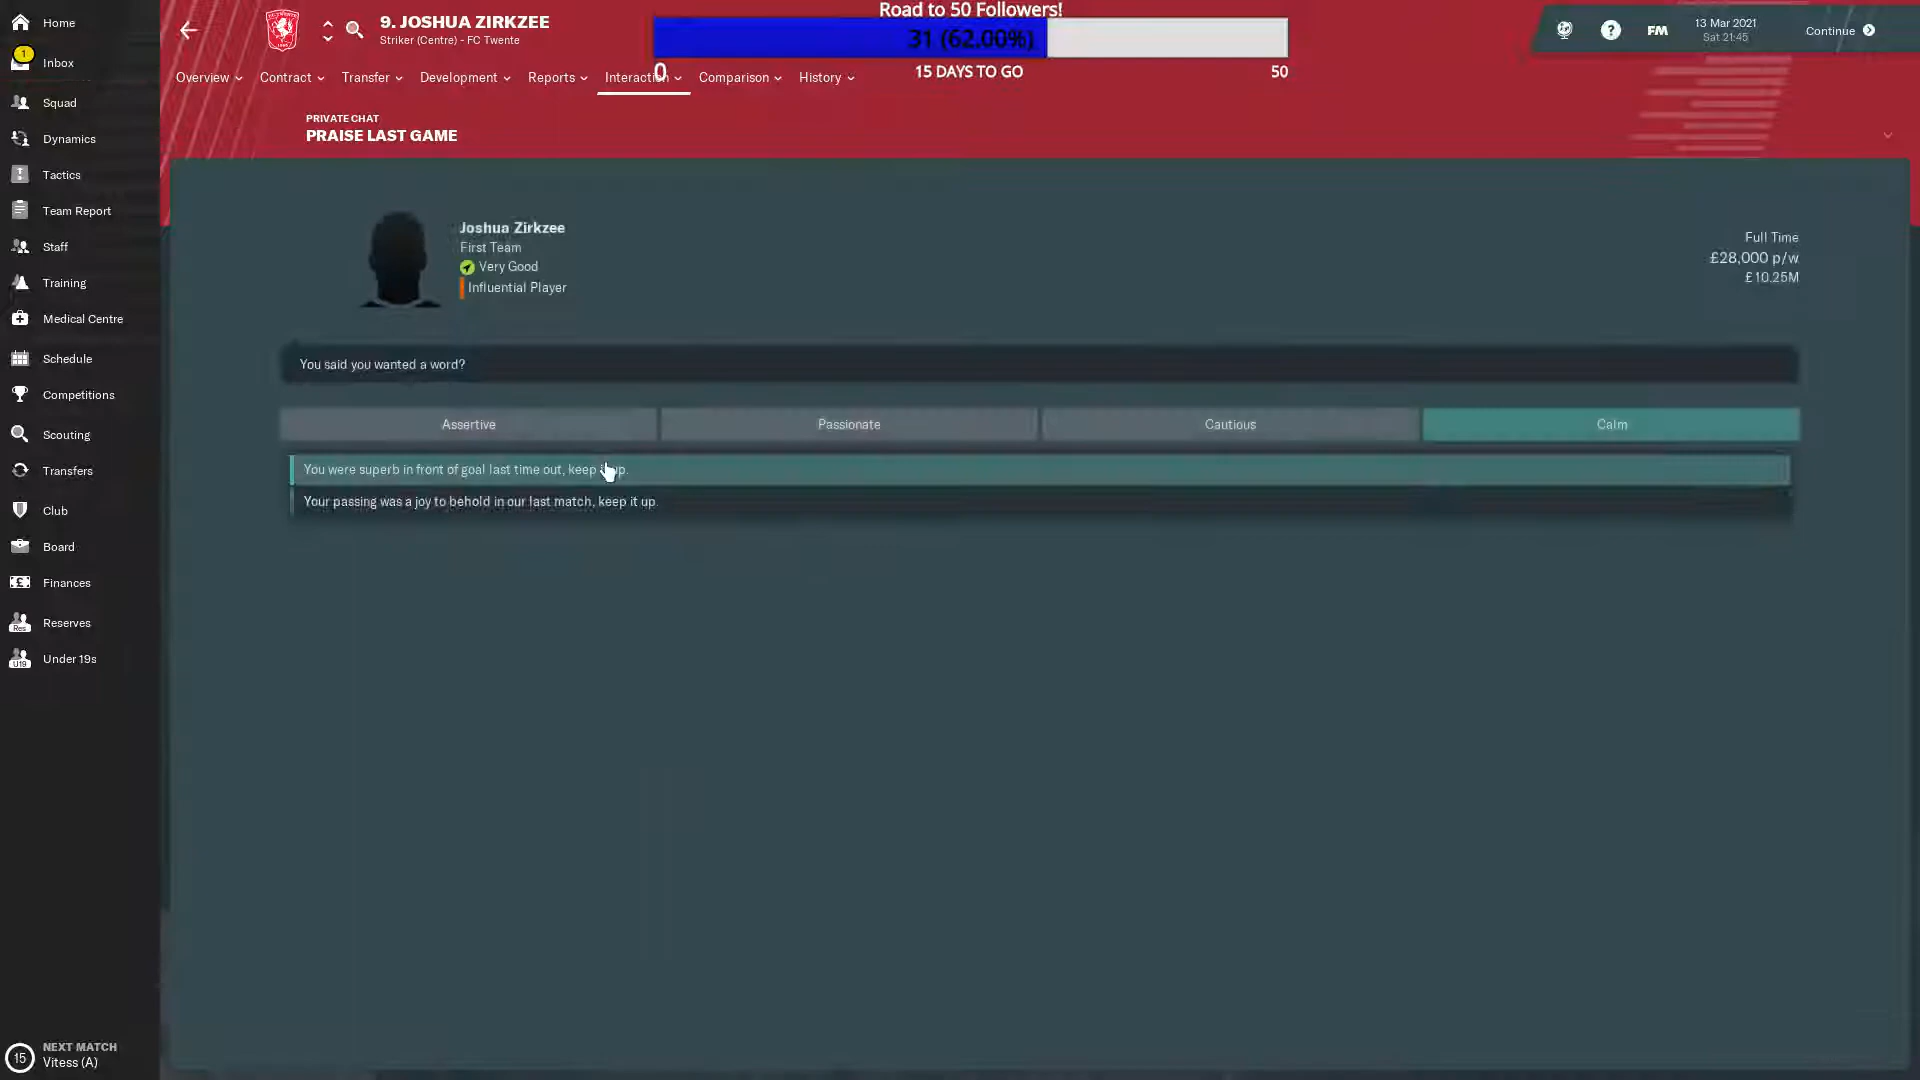 Home
1
Inbox
Squad
Dynamics
Tactics
Team Report
Staff
Training
Medical Centre
Schedule
Competitions
Scouting
Transfers
Club
Board
Finances
Res
Reserves
U19
Under 19s
15
NEXT MATCH
Vitess (A)
9. JOSHUA ZIRKZEE
Striker (Centre) - FC Twente
Road to 50 Followers!
31 (62.00%)
0
15 DAYS TO GO
50
?
FM
13 Mar 2021
Sat 21:45
Continue
Overview
Contract
Transfer
Development
Reports
Interaction
Comparison
History
PRIVATE CHAT
PRAISE LAST GAME
Joshua Zirkzee
First Team
Very Good
Influential Player
Full Time
£28,000 p/w
£10.25M
You said you wanted a word?
Assertive
Passionate
Cautious
Calm
You were superb in front of goal last time out, keep it up.
Your passing was a joy to behold in our last match, keep it up.